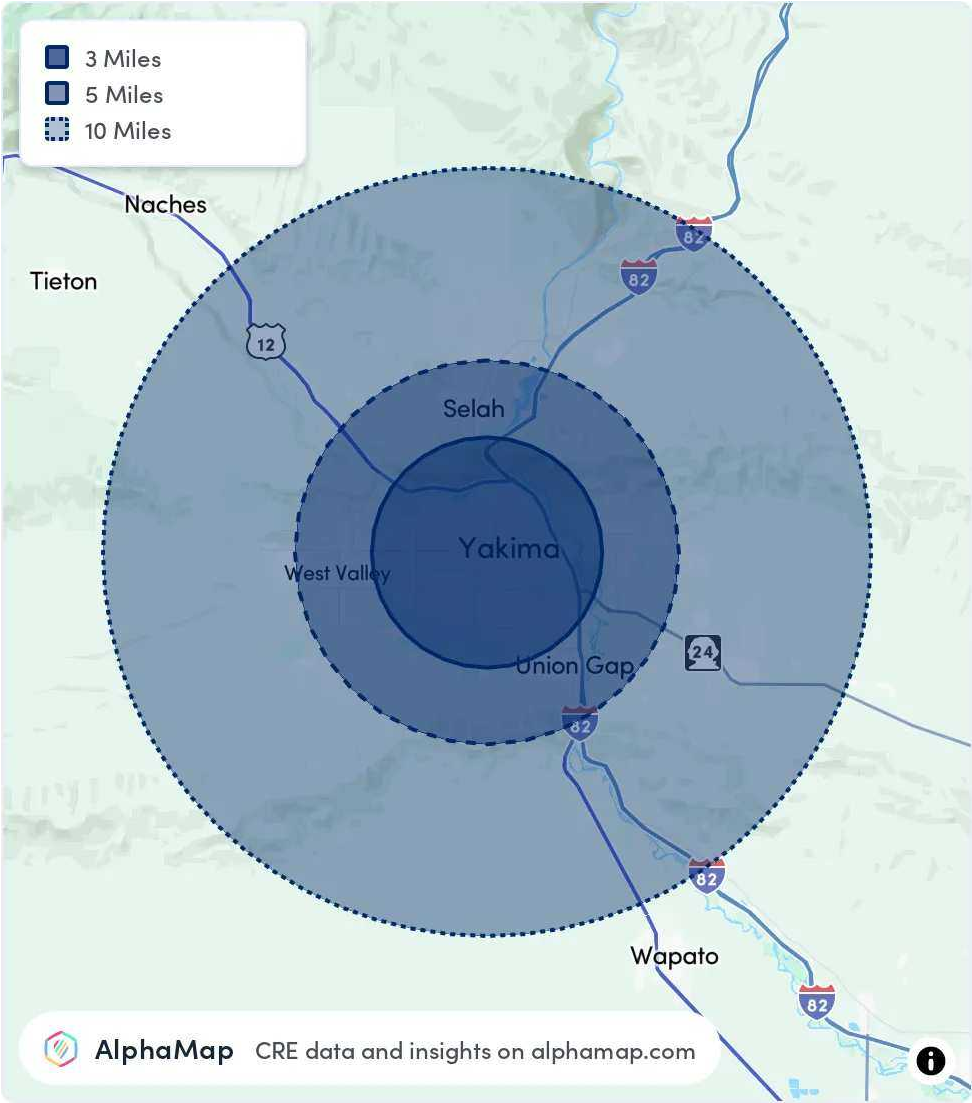 3 Miles
5 Miles
10 Miles
Naches
82
Tieton
82
12
Selah
Yakima
West Valley
24
Union Gap
82
82
Wapato
82
AlphaMap CRE data and insights on alphamap.com